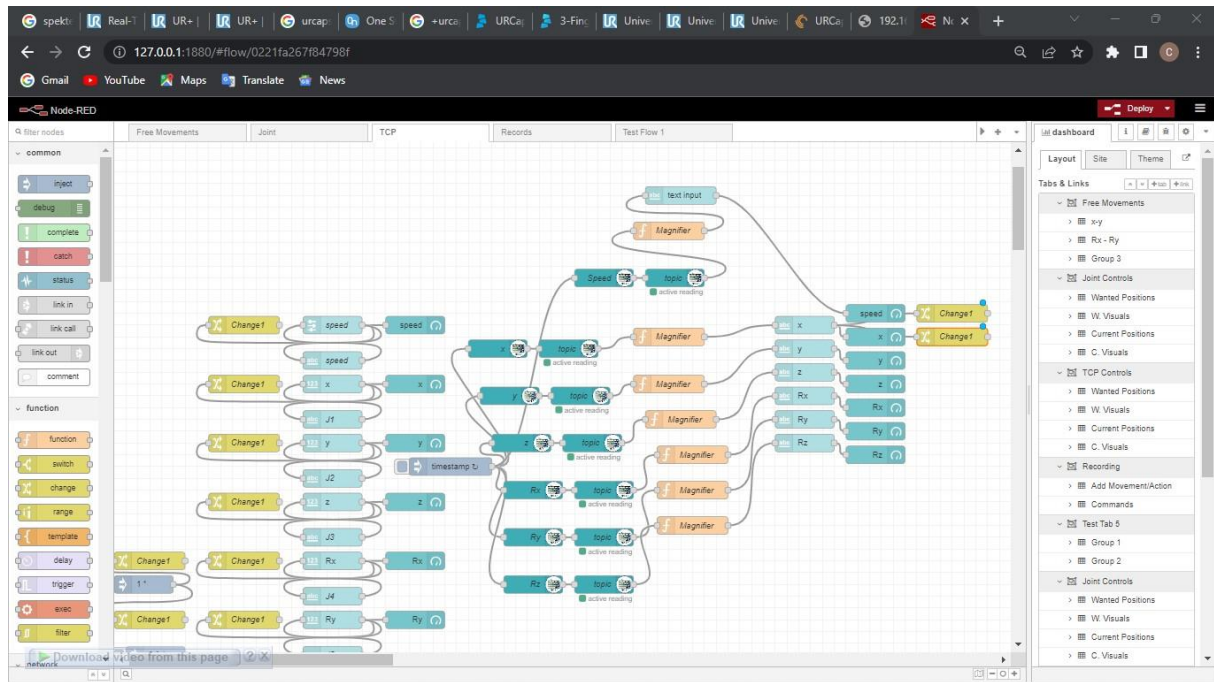 spekt
Real-T
UR+ |
UR+ |
urcap
One S
+urca
URCa
3-Fin
Unive
Unive
Unive
URCa
192.1
127.0.0.1:1880/#flow/0221fa267f84798f
C
Gmail
YouTube
Maps
Translate
News
Node-RED
Deploy
filter nodes
Free Movements
Joint
TCP
Records
Test Flow 1
dashboard
common
inject
debug
complete
catch
status
link in
link call
link out
comment
function
function
switch
change
range
template
delay
trigger
exec
filter
network
text input
Magnifier
Speed
topic
active reading
Change1
speed
speed
speed
Change1
speed
x
topic
active reading
Magnifier
x
x
Change1
Change1
x
x
y
topic
active reading
Magnifier
y
y
J1
z
z
Change1
y
y
z
topic
active reading
Magnifier
Rx
Rx
J2
timestamp ↻
Ry
Ry
Magnifier
Rz
Rz
Change1
z
z
Rx
topic
active reading
Magnifier
J3
Ry
topic
active reading
Magnifier
Change1
Change1
Rx
Rx
1 "
J4
Rz
topic
active reading
Change1
Change1
Ry
Ry
Download video from this page
?
X
Layout
Site
Theme
Tabs & Links
+ tab
+ link
Free Movements
x-y
Rx - Ry
Group 3
Joint Controls
Wanted Positions
W. Visuals
Current Positions
C. Visuals
TCP Controls
Wanted Positions
W. Visuals
Current Positions
C. Visuals
Recording
Add Movement/Action
Commands
Test Tab 5
Group 1
Group 2
Joint Controls
Wanted Positions
W. Visuals
Current Positions
C. Visuals